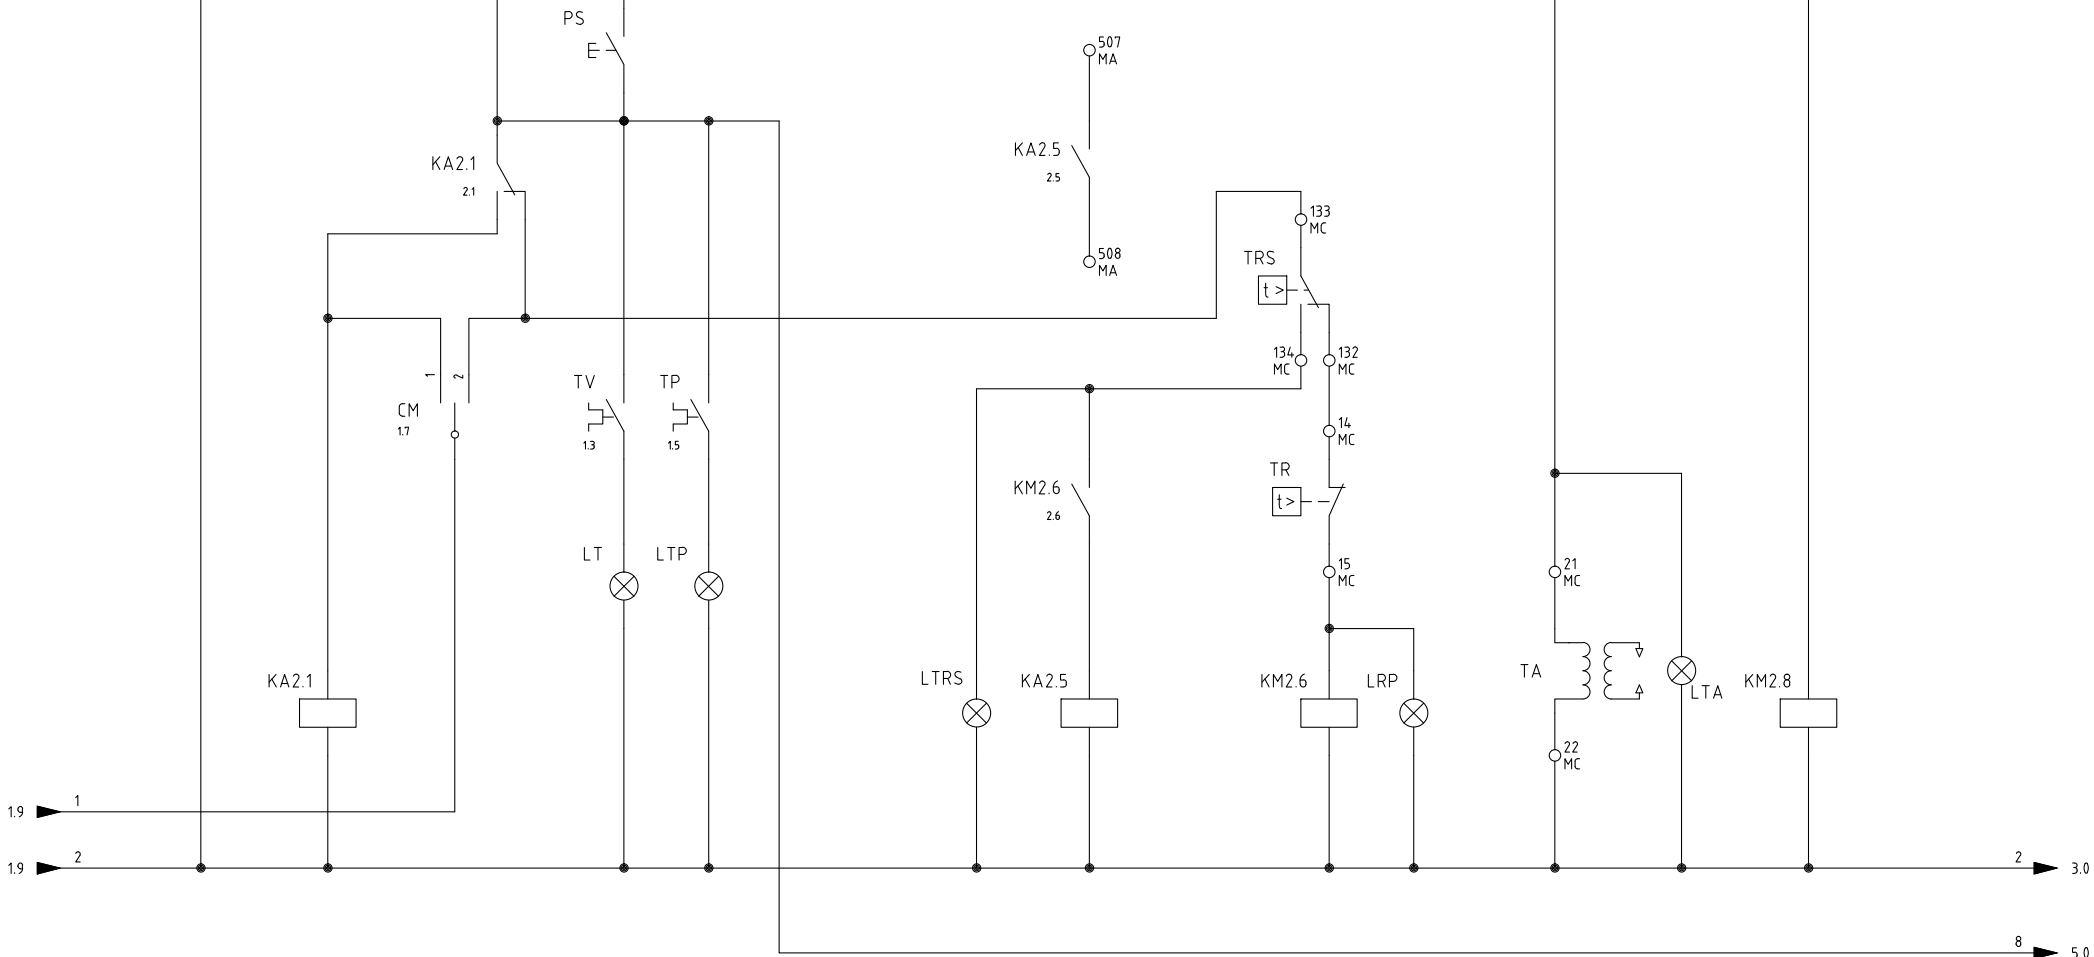 PS
E
507
MA
KA2.1
2.1
KA2.5
2.5
133
MC
508
MA
TRS
t >
134
MC
132
MC
1
2
TV
TP
CM
1.7
1.3
1.5
14
MC
TR
t >
KM2.6
2.6
LT
LTP
15
MC
21
MC
KA2.1
LTRS
KA2.5
KM2.6
LRP
TA
LTA
KM2.8
22
MC
1.9
1
1.9
2
2
3.0
8
5.0